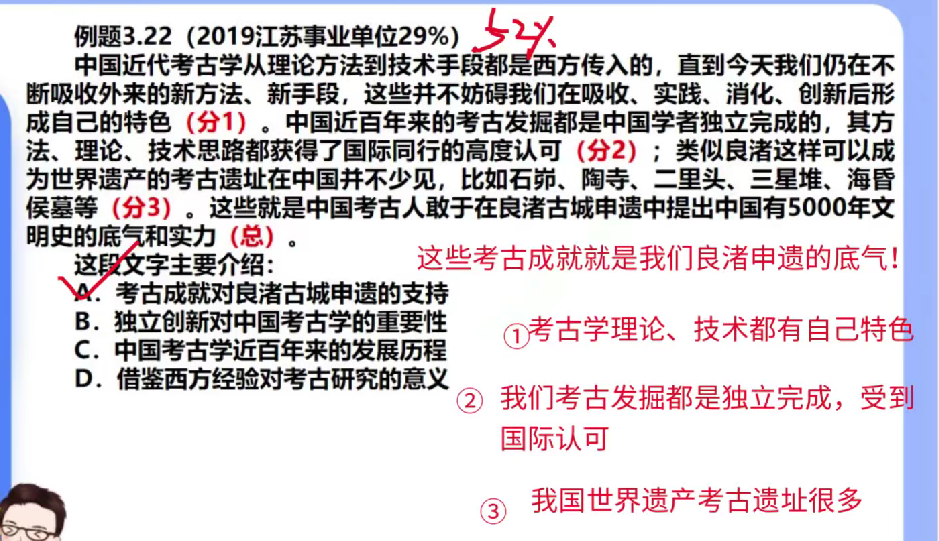 例题3.22（2019江苏事业单位29%）52%
中国近代考古学从理论方法到技术手段都是西方传入的，直到今天我们仍在不
断吸收外来的新方法、新手段，这些并不妨碍我们在吸收、实践、消化、创新后形
成自己的特色（分1）。中国近百年来的考古发掘都是中国学者独立完成的，其方
法、理论、技术思路都获得了国际同行的高度认可（分2）；类似良渚这样可以成
为世界遗产的考古遗址在中国并不少见，比如石峁、陶寺、二里头、三星堆、海昏
侯墓等（分3）。这些就是中国考古人敢于在良渚古城申遗中提出中国有5000年文
明史的底气和实力（总）。
这段文字主要介绍：
这些考古成就就是我们良渚申遗的底气！
A．考古成就对良渚古城申遗的支持
B．独立创新对中国考古学的重要性
C．中国考古学近百年来的发展历程
D．借鉴西方经验对考古研究的意义
①考古学理论、技术都有自己特色
② 我们考古发掘都是独立完成，受到
国际认可
③ 我国世界遗产考古遗址很多